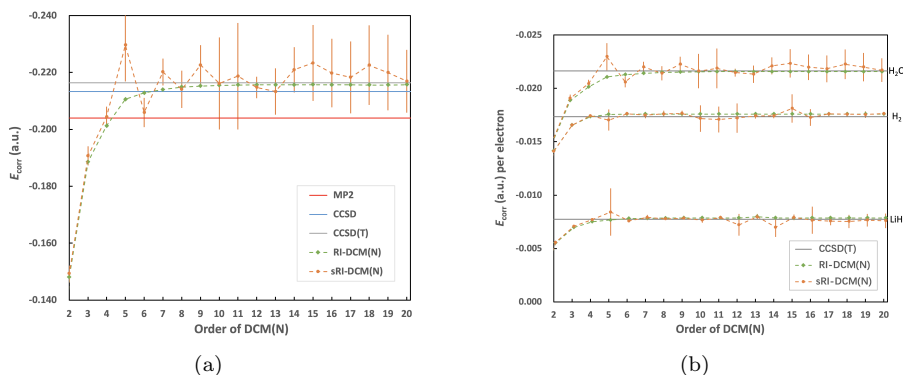 -0.240
-0.220
-0.200
-0.180
-0.160
-0.140
E_corr (a.u.)
MP2
CCSD
CCSD(T)
RI-DCM(N)
sRI-DCM(N)
2 3 4 5 6 7 8 9 10 11 12 13 14 15 16 17 18 19 20
Order of DCM(N)
(a)
-0.025
-0.020
-0.015
-0.010
-0.005
0.000
E_corr (a.u.) per electron
H₂O
H₂
LiH
CCSD(T)
RI-DCM(N)
sRI-DCM(N)
2 3 4 5 6 7 8 9 10 11 12 13 14 15 16 17 18 19 20
Order of DCM(N)
(b)